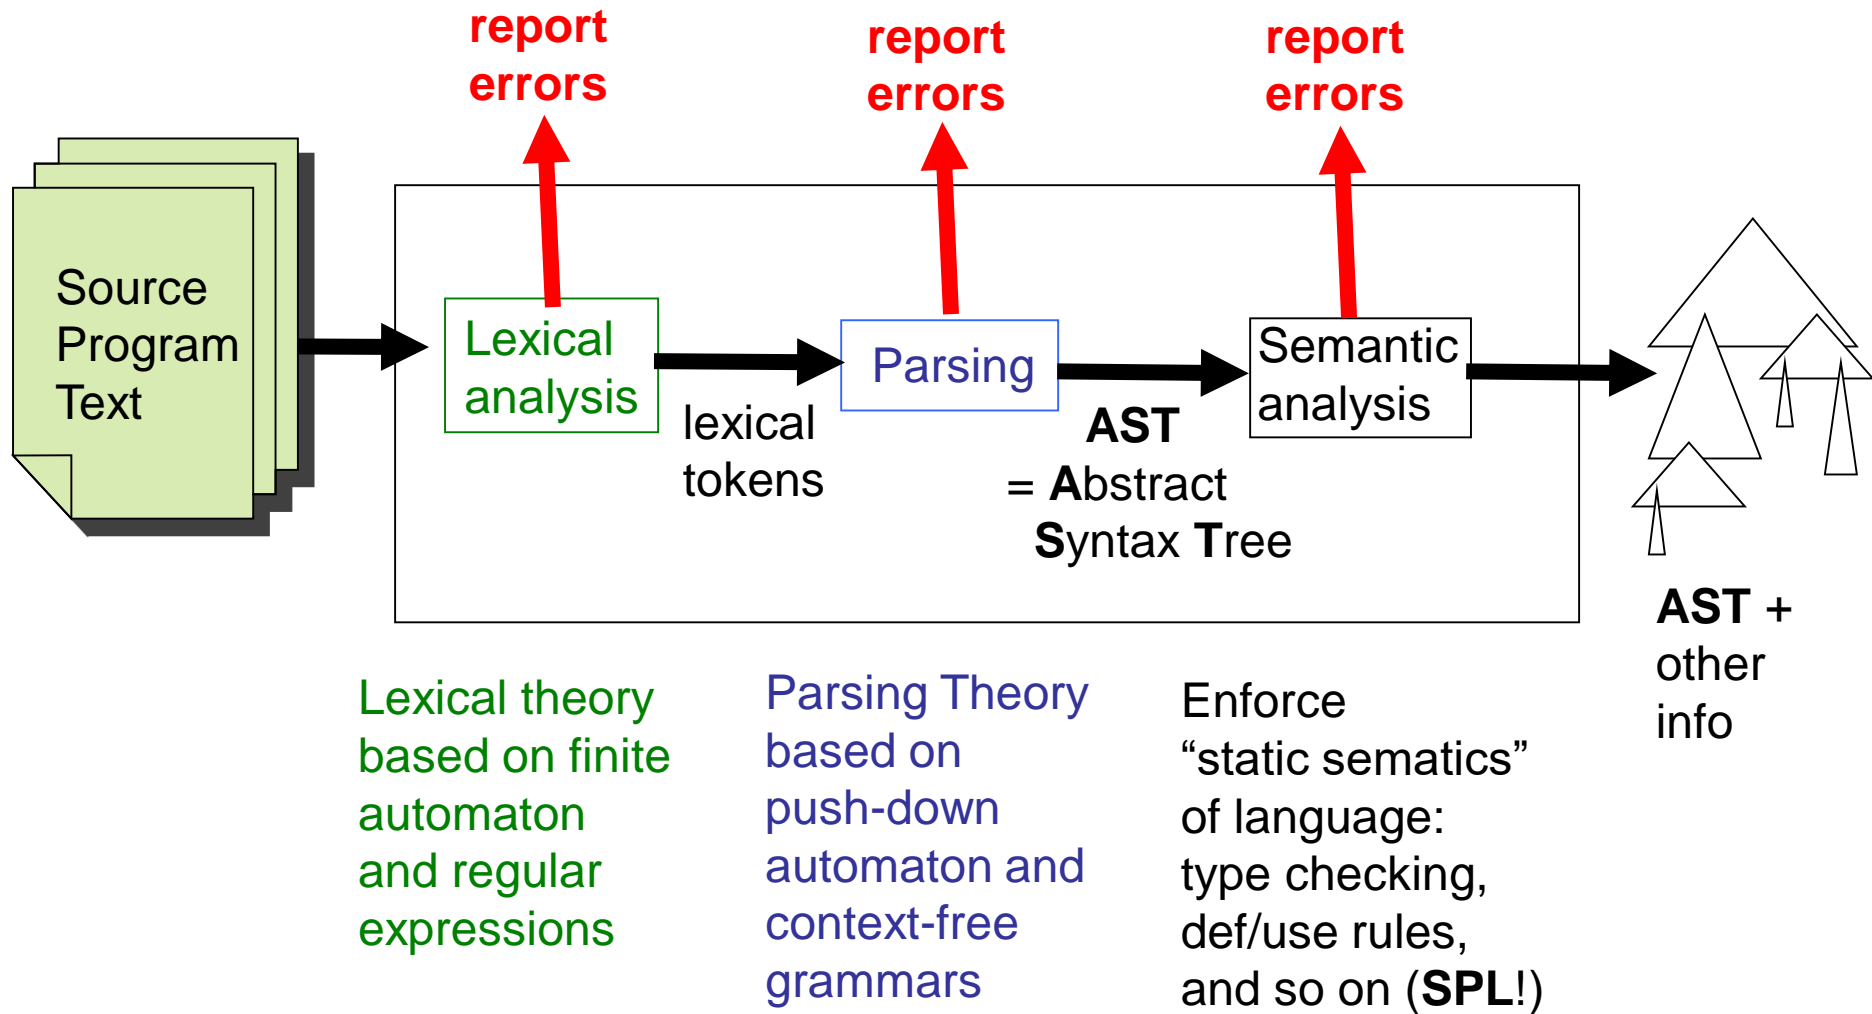 report
errors
report
errors
report
errors
Source
Program
Text
Lexical
analysis
lexical
tokens
Parsing
AST
= Abstract
Syntax Tree
Semantic
analysis
AST +
other
info
Lexical theory
based on finite
automaton
and regular
expressions
Parsing Theory
based on
push-down
automaton and
context-free
grammars
Enforce
“static sematics”
of language:
type checking,
def/use rules,
and so on (SPL!)